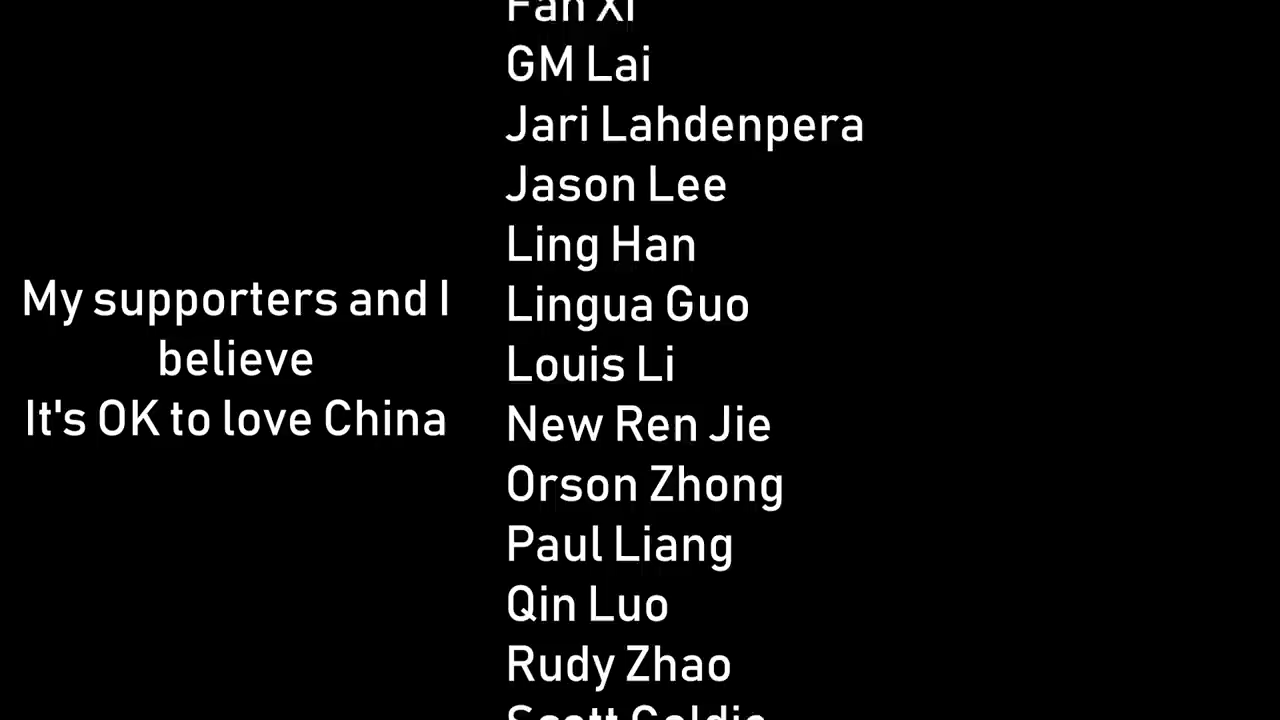 My supporters and I
believe
It's OK to love China
Fan Xi
GM Lai
Jari Lahdenpera
Jason Lee
Ling Han
Lingua Guo
Louis Li
New Ren Jie
Orson Zhong
Paul Liang
Qin Luo
Rudy Zhao
Scott Goldie